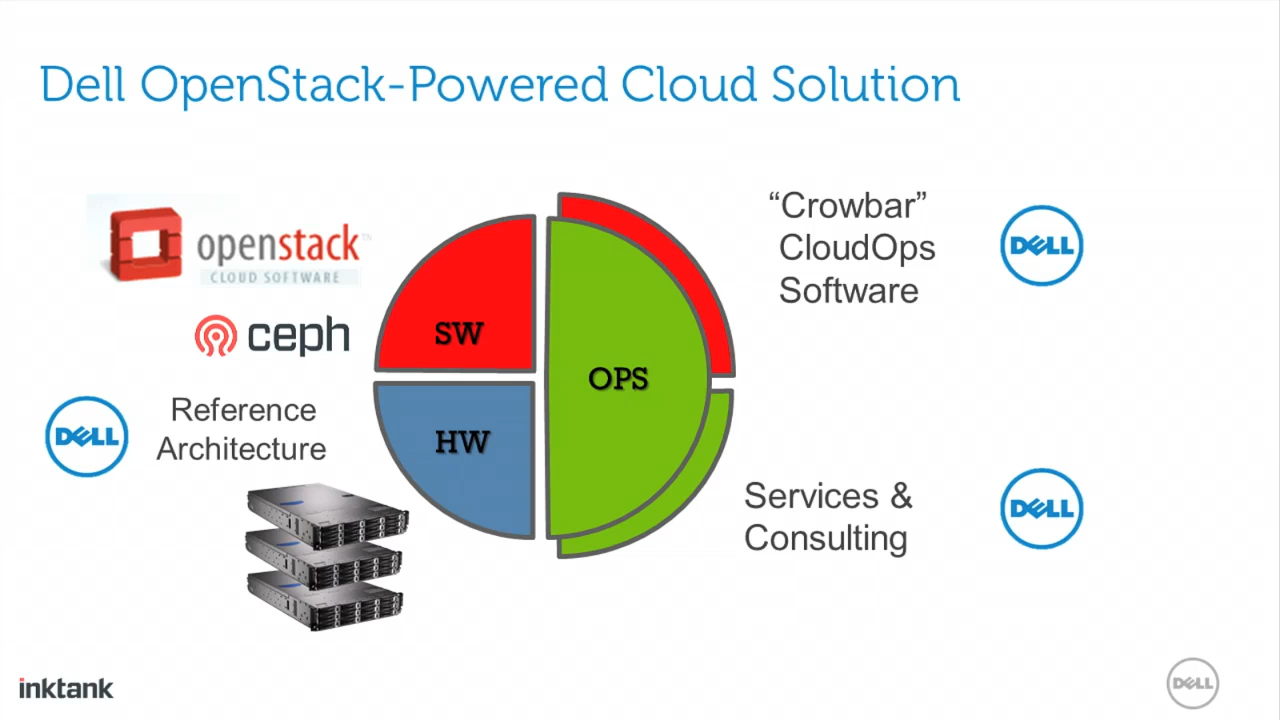 Dell OpenStack-Powered Cloud Solution
openstack™
CLOUD SOFTWARE
ceph
DELL
Reference
Architecture
SW
HW
OPS
“Crowbar”
CloudOps
Software
DELL
Services &
Consulting
DELL
inktank
DELL